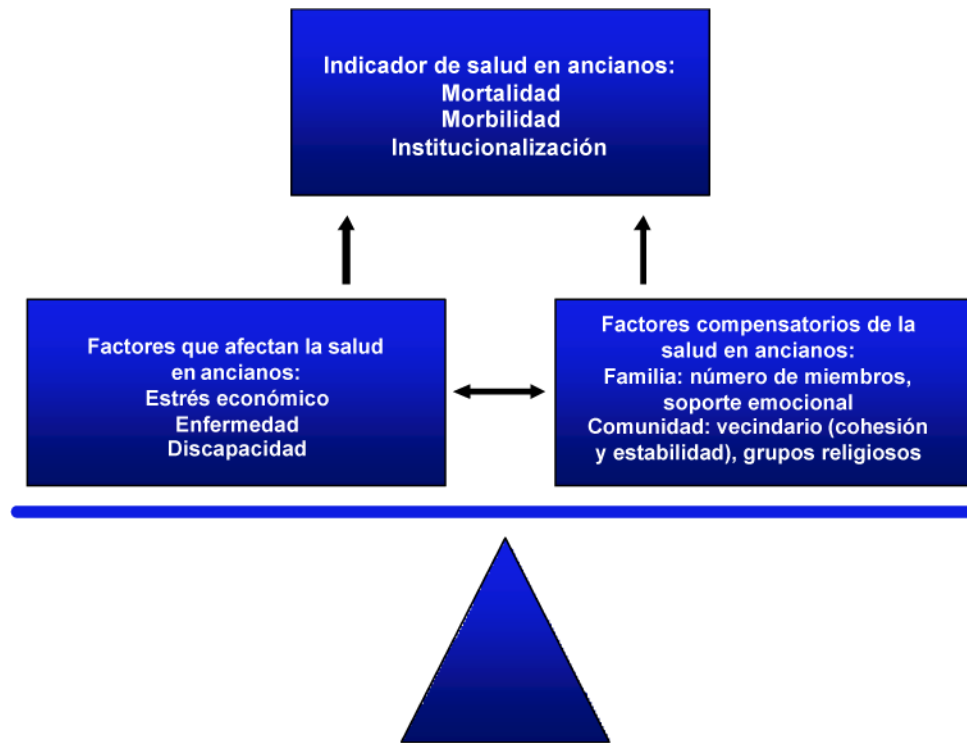 Indicador de salud en ancianos:
Mortalidad
Morbilidad
Institucionalización
Factores que afectan la salud
en ancianos:
Estrés económico
Enfermedad
Discapacidad
Factores compensatorios de la
salud en ancianos:
Familia: número de miembros,
soporte emocional
Comunidad: vecindario (cohesión
y estabilidad), grupos religiosos